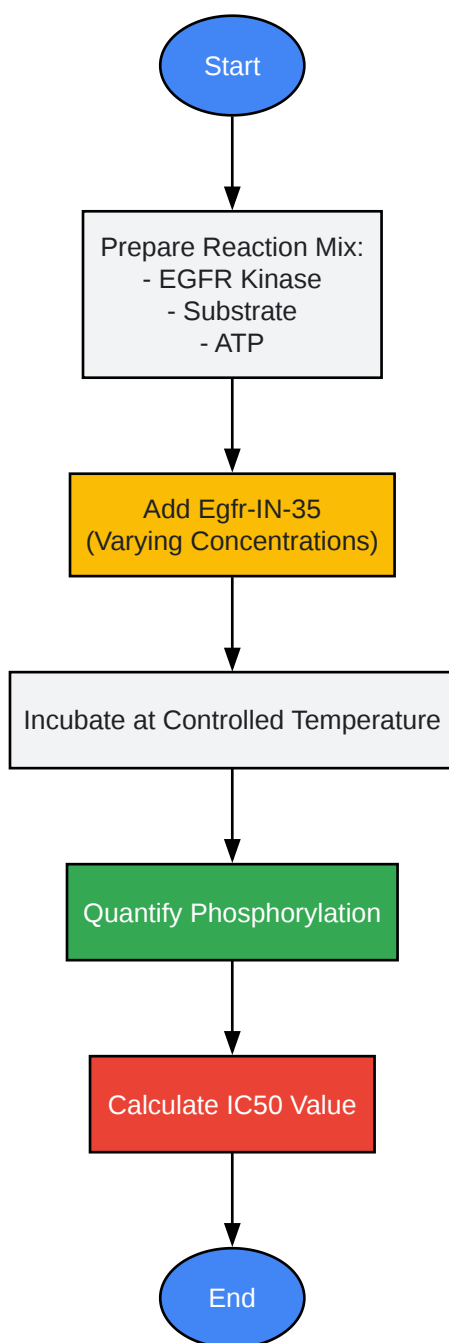 Start
Prepare Reaction Mix:
- EGFR Kinase
- Substrate
- ATP
Add Egfr-IN-35
(Varying Concentrations)
Incubate at Controlled Temperature
Quantify Phosphorylation
Calculate IC50 Value
End